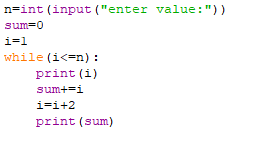 n=int(input("enter value:"))
sum=0
i=1
while(i<=n):
    print(i)
    sum+=i
    i=i+2
    print(sum)